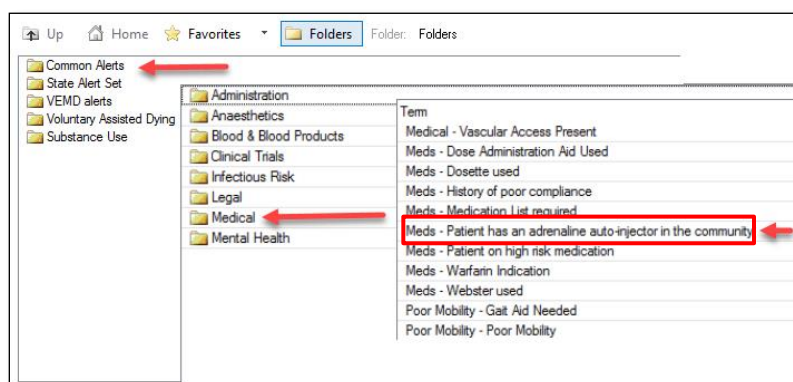 Up Home Favorites Folders Folder: Folders
Common Alerts
State Alert Set
VEMD alerts
Voluntary Assisted Dying
Substance Use
Administration
Anaesthetics
Blood & Blood Products
Clinical Trials
Infectious Risk
Legal
Medical
Mental Health
Term
Medical - Vascular Access Present
Meds - Dose Administration Aid Used
Meds - Dosette used
Meds - History of poor compliance
Meds - Medication List required
Meds - Patient has an adrenaline auto-injector in the community
Meds - Patient on high risk medication
Meds - Warfarin Indication
Meds - Webster used
Poor Mobility - Gait Aid Needed
Poor Mobility - Poor Mobility